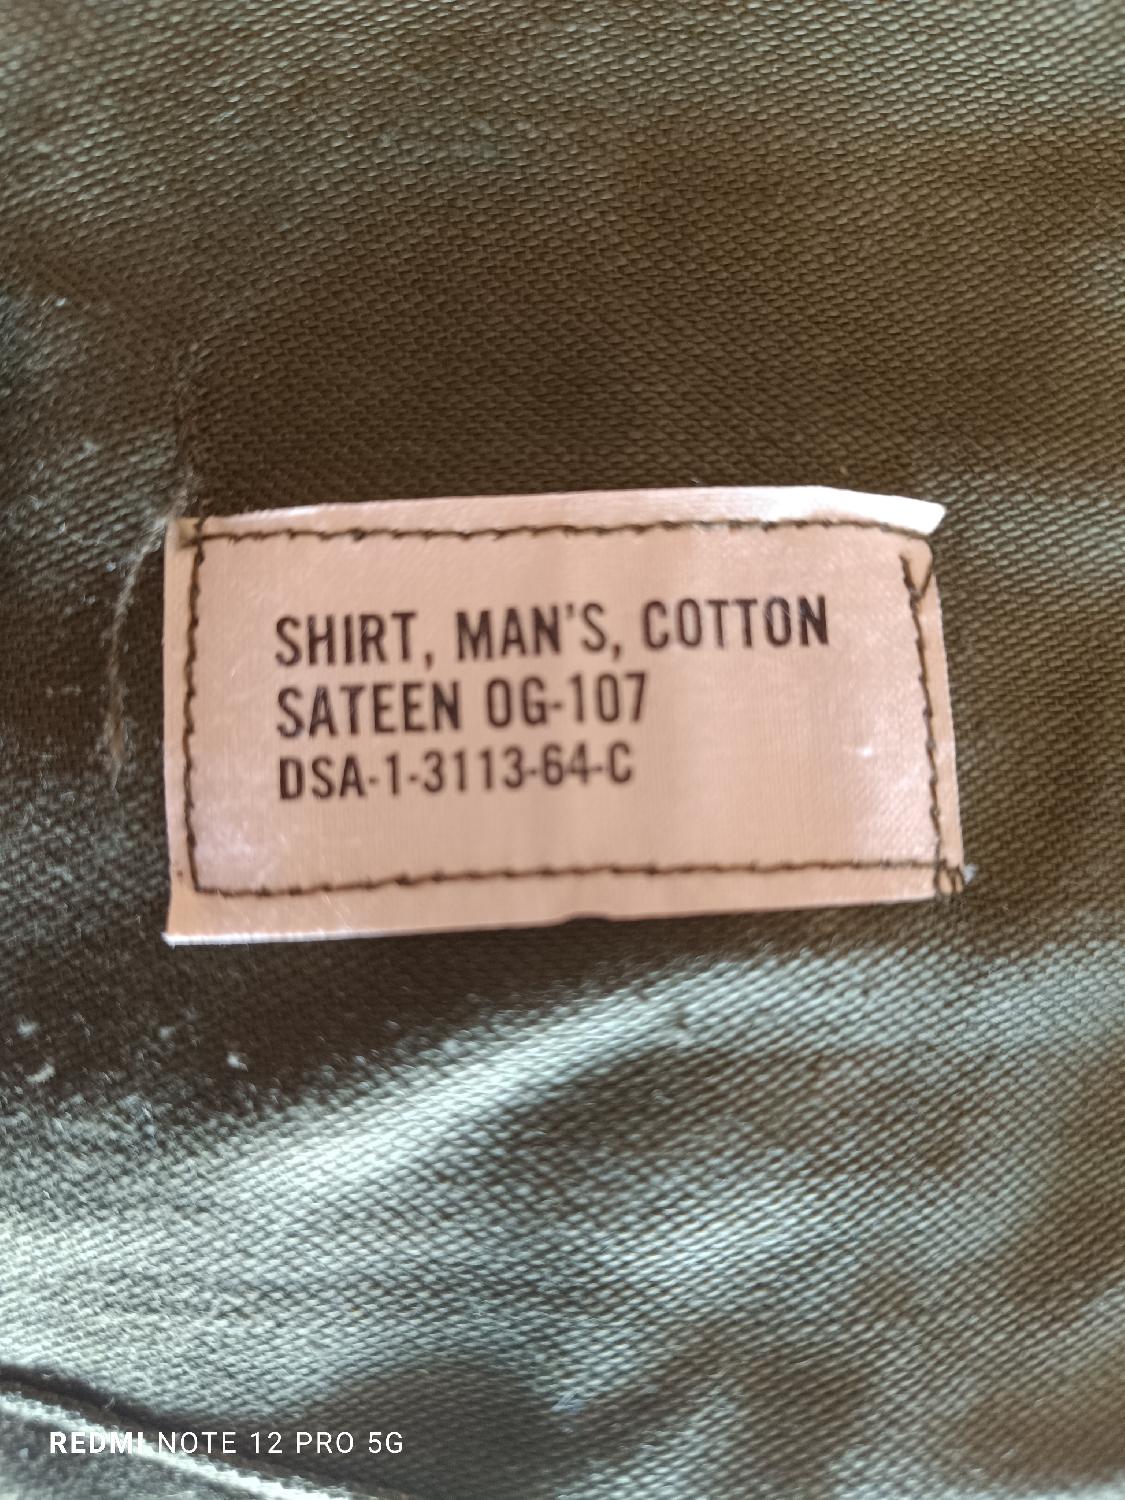 SHIRT, MAN'S, COTTON
SATEEN OG-107
DSA-1-3113-64-C
REDMI NOTE 12 PRO 5G